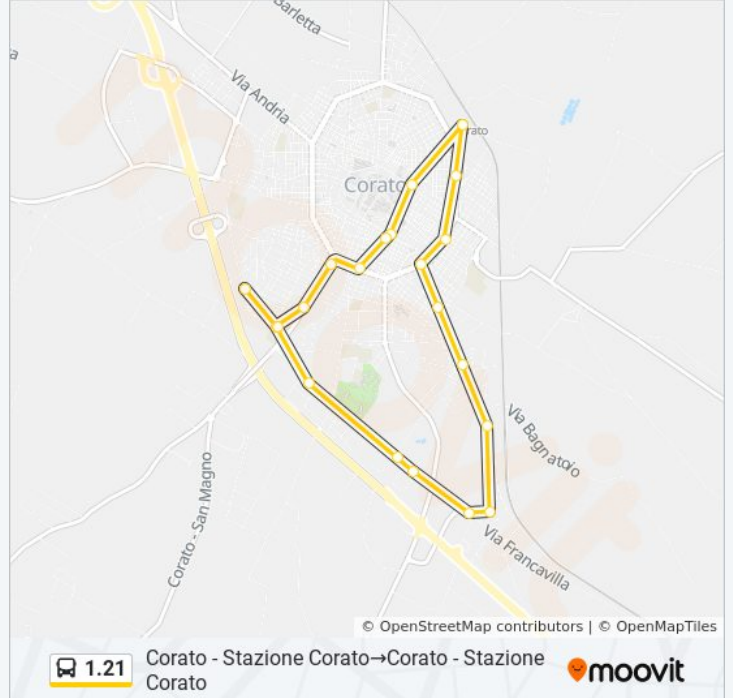 Barletta
ia
Via Andria
rato
Corato
Via Bagnatoio
Corato - San Magno
Via Francavilla
© OpenStreetMap contributors | © OpenMapTiles
1.21
Corato - Stazione Corato→Corato - Stazione
Corato
moovit